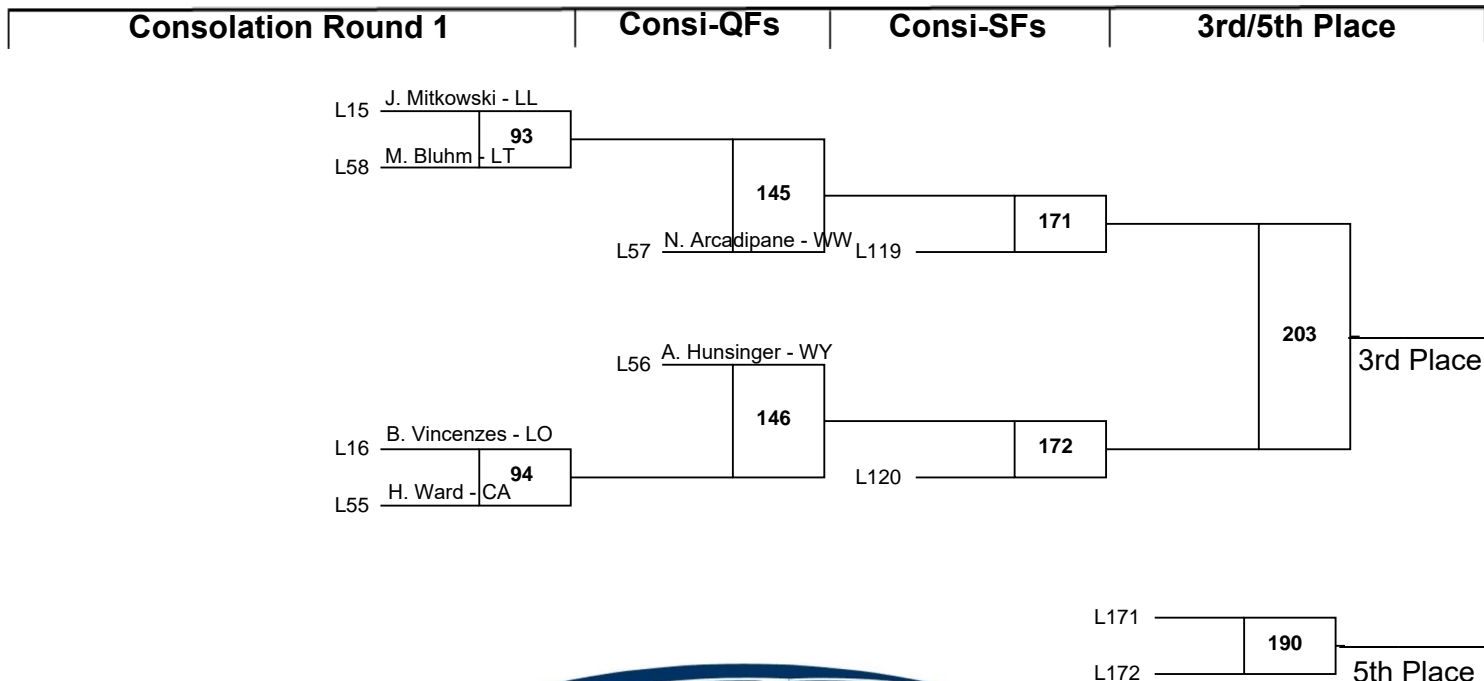 Consolation Round 1 Consi-QFs Consi-SFs 3rd/5th Place
L15 J. Mitkowski - LL
93
L58 M. Bluhm - LT
145
171
L57 N. Arcadipane - WW L119
203
L56 A. Hunsinger - WY
3rd Place
146
L16 B. Vincenzes - LO
172
94
L120
L55 H. Ward - CA
L171
190
L172 5th Place